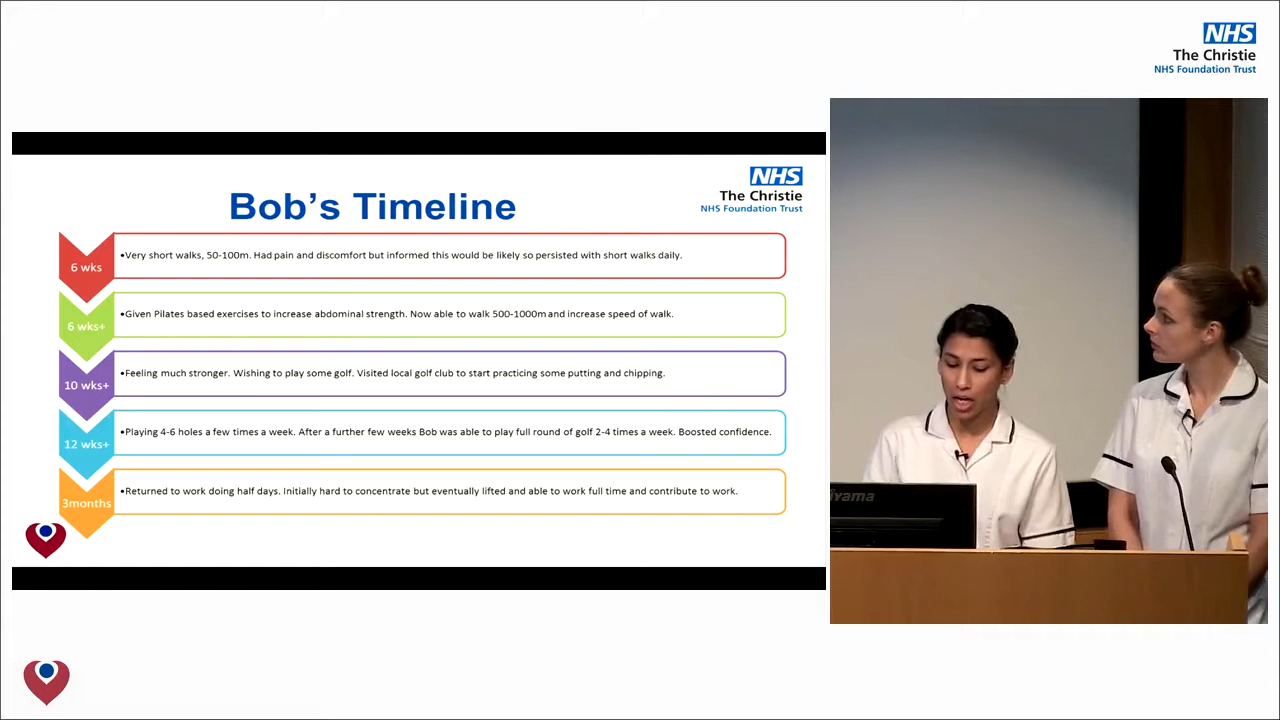 NHS
The Christie
NHS Foundation Trust
NHS
The Christie
NHS Foundation Trust
Bob's Timeline
6 wks
•Very short walks, 50-100m. Had pain and discomfort but informed this would be likely so persisted with short walks daily.
6 wks+
•Given Pilates based exercises to increase abdominal strength. Now able to walk 500-1000m and increase speed of walk.
10 wks+
•Feeling much stronger. Wishing to play some golf. Visited local golf club to start practicing some putting and chipping.
12 wks+
•Playing 4-6 holes a few times a week. After a further few weeks Bob was able to play full round of golf 2-4 times a week. Boosted confidence.
3months
•Returned to work doing half days. Initially hard to concentrate but eventually lifted and able to work full time and contribute to work.
iiyama